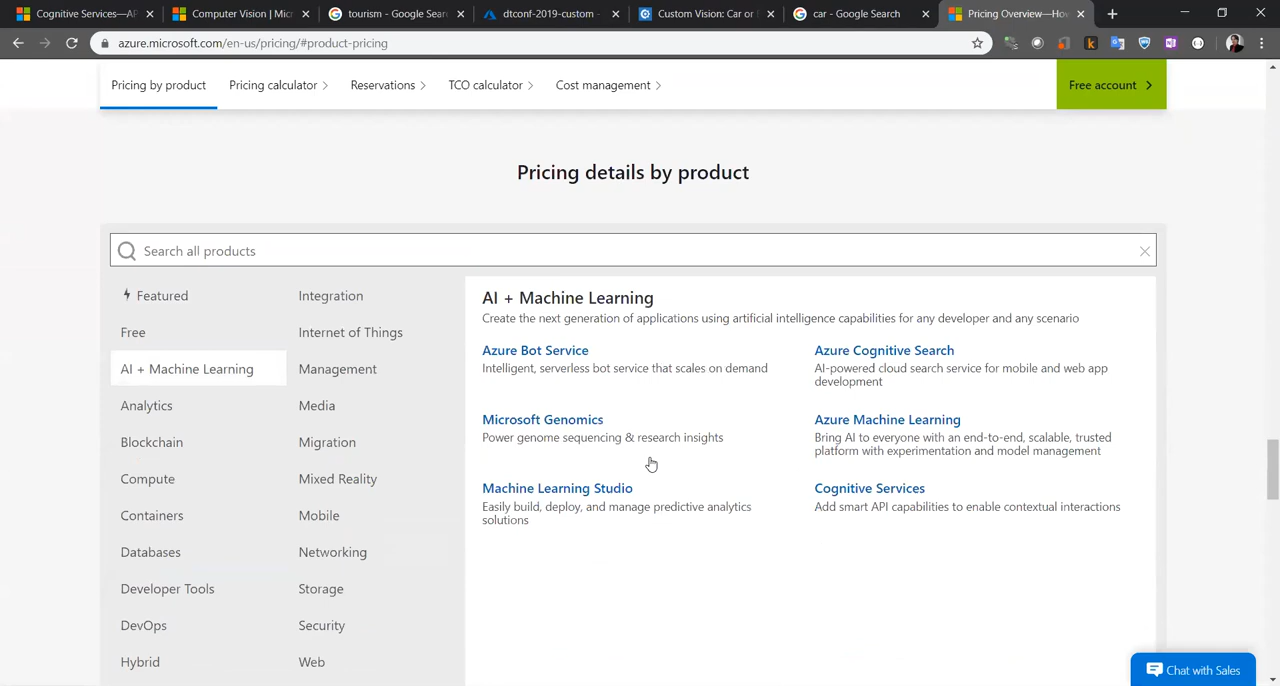 Cognitive Services—AP
Computer Vision | Micr
tourism - Google Sear
dtconf-2019-custom -
Custom Vision: Car or
car - Google Search
Pricing Overview—How
azure.microsoft.com/en-us/pricing/#product-pricing
Pricing by product
Pricing calculator
Reservations
TCO calculator
Cost management
Free account
Pricing details by product
Search all products
Featured
Free
AI + Machine Learning
Analytics
Blockchain
Compute
Containers
Databases
Developer Tools
DevOps
Hybrid
Integration
Internet of Things
Management
Media
Migration
Mixed Reality
Mobile
Networking
Storage
Security
Web
AI + Machine Learning
Create the next generation of applications using artificial intelligence capabilities for any developer and any scenario
Azure Bot Service
Intelligent, serverless bot service that scales on demand
Azure Cognitive Search
AI-powered cloud search service for mobile and web app
development
Microsoft Genomics
Power genome sequencing & research insights
Azure Machine Learning
Bring AI to everyone with an end-to-end, scalable, trusted
platform with experimentation and model management
Machine Learning Studio
Easily build, deploy, and manage predictive analytics
solutions
Cognitive Services
Add smart API capabilities to enable contextual interactions
Chat with Sales